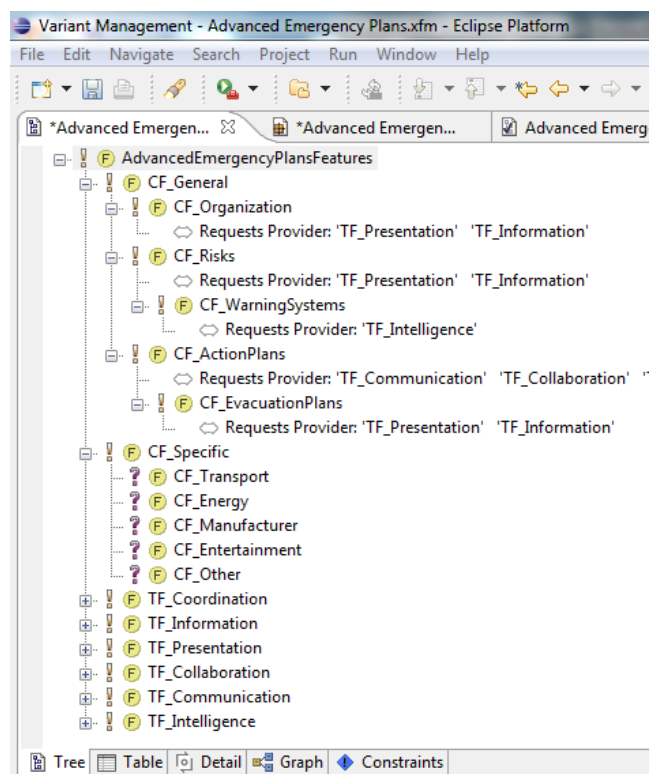 Variant Management - Advanced Emergency Plans.xfm - Eclipse Platform
File Edit Navigate Search Project Run Window Help
*Advanced Emergen... *Advanced Emergen... Advanced Emerg
AdvancedEmergencyPlansFeatures
CF_General
CF_Organization
Requests Provider: 'TF_Presentation' 'TF_Information'
CF_Risks
Requests Provider: 'TF_Presentation' 'TF_Information'
CF_WarningSystems
Requests Provider: 'TF_Intelligence'
CF_ActionPlans
Requests Provider: 'TF_Communication' 'TF_Collaboration' '
CF_EvacuationPlans
Requests Provider: 'TF_Presentation' 'TF_Information'
CF_Specific
CF_Transport
CF_Energy
CF_Manufacturer
CF_Entertainment
CF_Other
TF_Coordination
TF_Information
TF_Presentation
TF_Collaboration
TF_Communication
TF_Intelligence
Tree Table Detail Graph Constraints